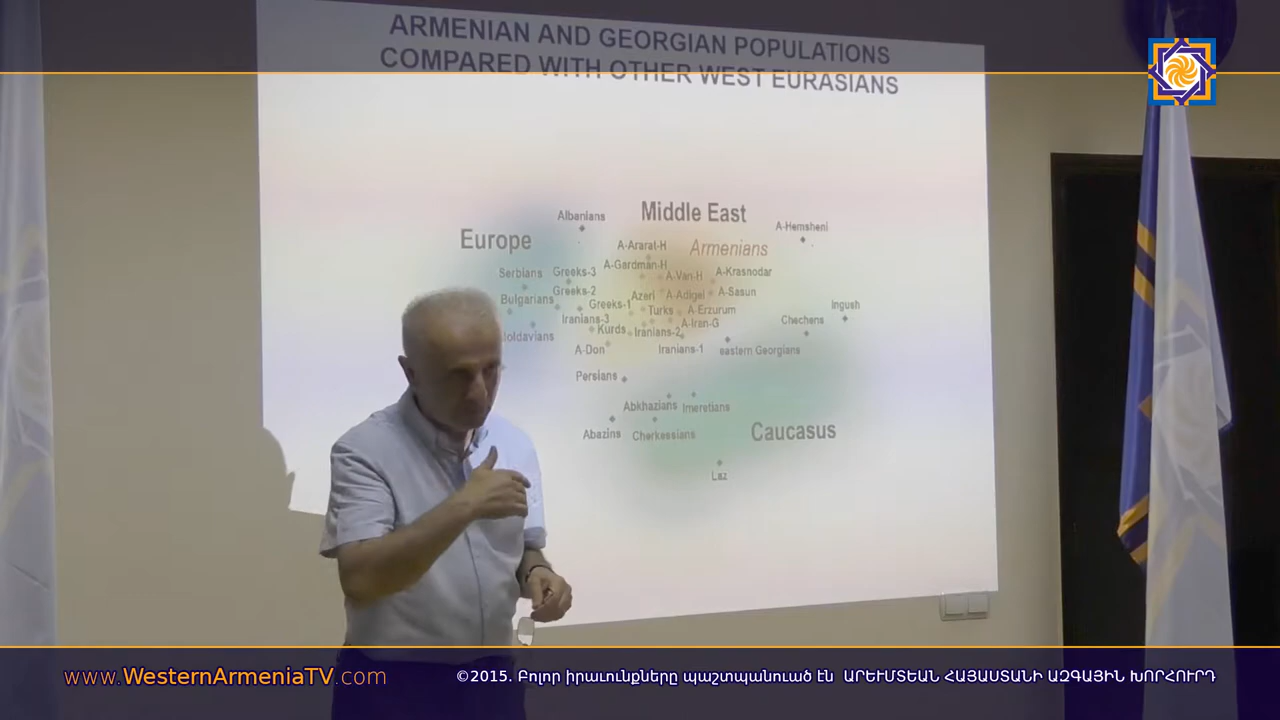 ARMENIAN AND GEORGIAN POPULATIONS
COMPARED WITH OTHER WEST EURASIANS
Albanians
Middle East
A-Hemsheni
Europe
A-Ararat-H
Armenians
Serbians
Greeks-3
A-Gardman-H
A-Van-H
A-Krasnodar
Bulgarians
Greeks-2
Azeri
A-Adigei
A-Sasun
Greeks-1
Turks
A-Erzurum
Ingush
Iranians-3
Kurds
Iranians-2
A-Iran-G
Chechens
oldavians
A-Don
Iranians-1
eastern Georgians
Persians
Abkhazians
Imeretians
Abazins
Cherkessians
Caucasus
Laz
www.WesternArmeniaTV.com
©2015. Բոլոր իրաւունքները պաշտպանուած են ԱՐԵՒՄՏԵԱՆ ՀԱՅԱՍՏԱՆԻ ԱԶԳԱՅԻՆ ԽՈՐՀՈՒՐԴ